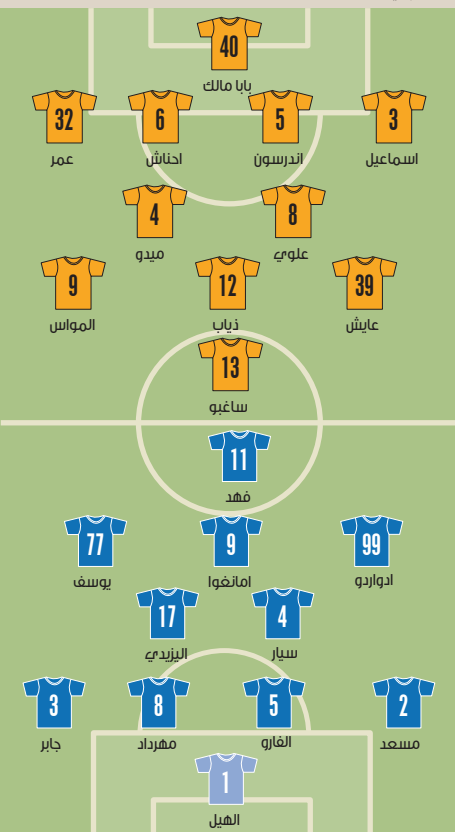 40
بابا مالك
3 5 6 32
اسماعيل اندرسون احناش عمر
8 4
علوي ميدو
39 12 9
عايش ذياب المواس
13
ساغبو
11
فهد
99 9 77
ادواردو امانغوا يوسف
4 17
سيار اليزيدي
2 5 8 3
مسعد الفارو مهرداد جابر
1
الهيل